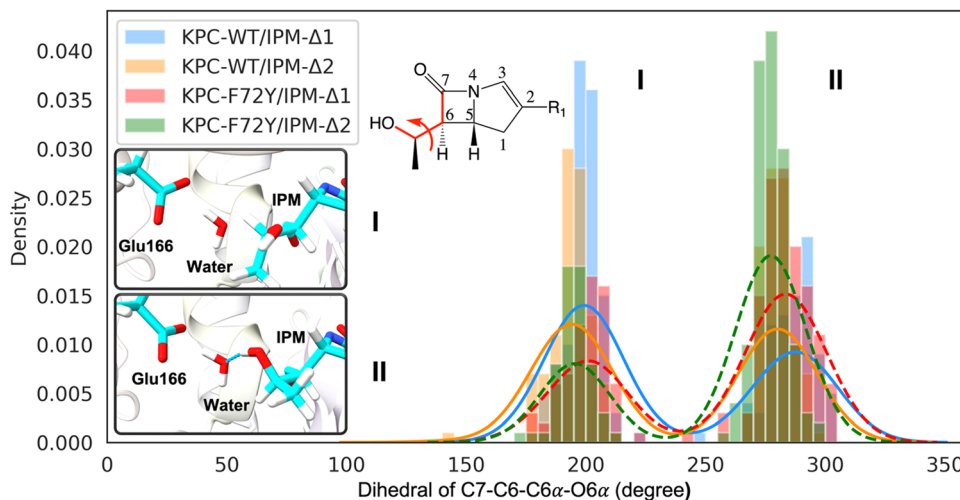 0.040
0.035
0.030
0.025
0.020
0.015
0.010
0.005
0.000
Density
KPC-WT/IPM-Δ1
KPC-WT/IPM-Δ2
KPC-F72Y/IPM-Δ1
KPC-F72Y/IPM-Δ2
O
7
4
N
3
2
R1
HO
6
5
1
H
H
I
II
IPM
Glu166
Water
I
IPM
Glu166
Water
II
0
50
100
150
200
250
300
350
Dihedral of C7-C6-C6α-O6α (degree)